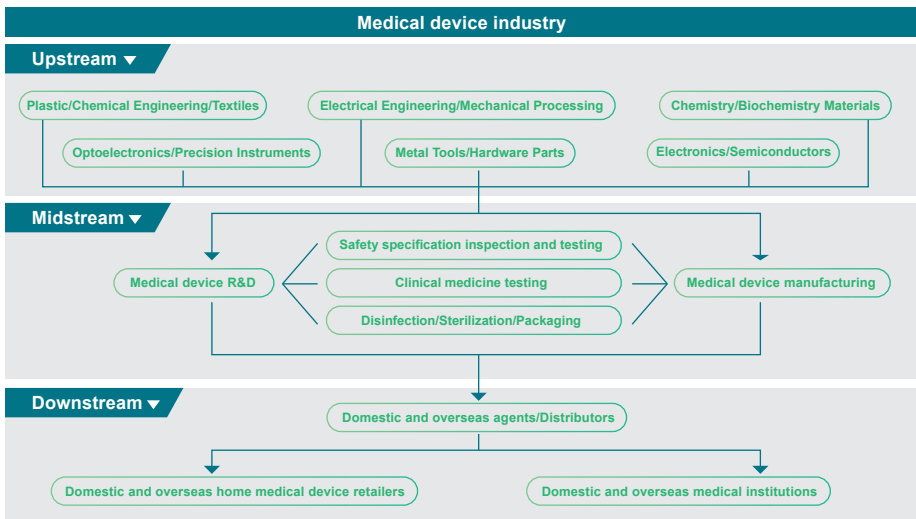 Medical device industry
Upstream
Plastic/Chemical Engineering/Textiles
Electrical Engineering/Mechanical Processing
Chemistry/Biochemistry Materials
Optoelectronics/Precision Instruments
Metal Tools/Hardware Parts
Electronics/Semiconductors
Midstream
Safety specification inspection and testing
Medical device R&D
Clinical medicine testing
Medical device manufacturing
Disinfection/Sterilization/Packaging
Downstream
Domestic and overseas agents/Distributors
Domestic and overseas home medical device retailers
Domestic and overseas medical institutions